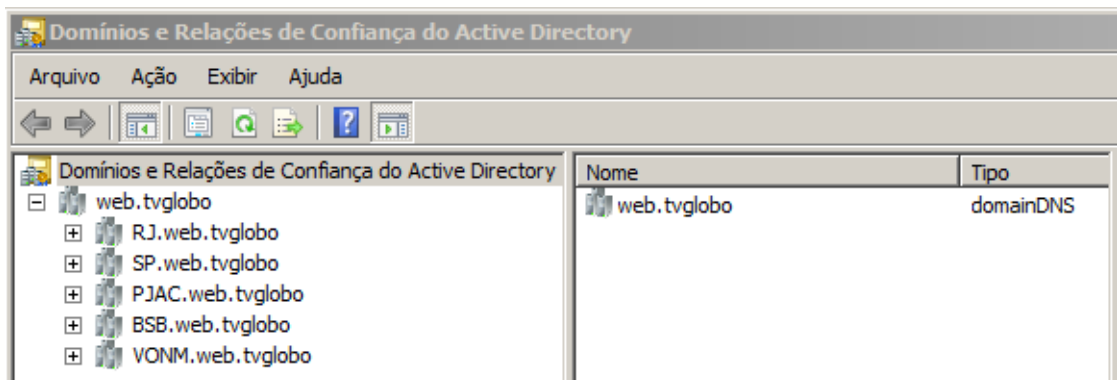 Domínios e Relações de Confiança do Active Directory
Arquivo Ação Exibir Ajuda
Domínios e Relações de Confiança do Active Directory
web.tvglobo
RJ.web.tvglobo
SP.web.tvglobo
PJAC.web.tvglobo
BSB.web.tvglobo
VONM.web.tvglobo
Nome Tipo
web.tvglobo domainDNS